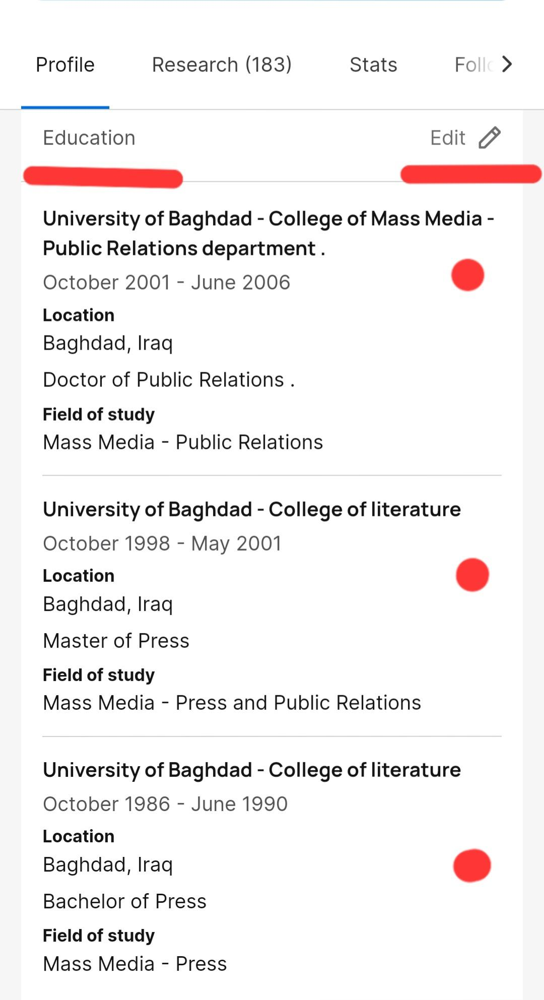 Profile Research (183) Stats Follo
Education Edit
University of Baghdad - College of Mass Media -
Public Relations department .
October 2001 - June 2006
Location
Baghdad, Iraq
Doctor of Public Relations .
Field of study
Mass Media - Public Relations
University of Baghdad - College of literature
October 1998 - May 2001
Location
Baghdad, Iraq
Master of Press
Field of study
Mass Media - Press and Public Relations
University of Baghdad - College of literature
October 1986 - June 1990
Location
Baghdad, Iraq
Bachelor of Press
Field of study
Mass Media - Press